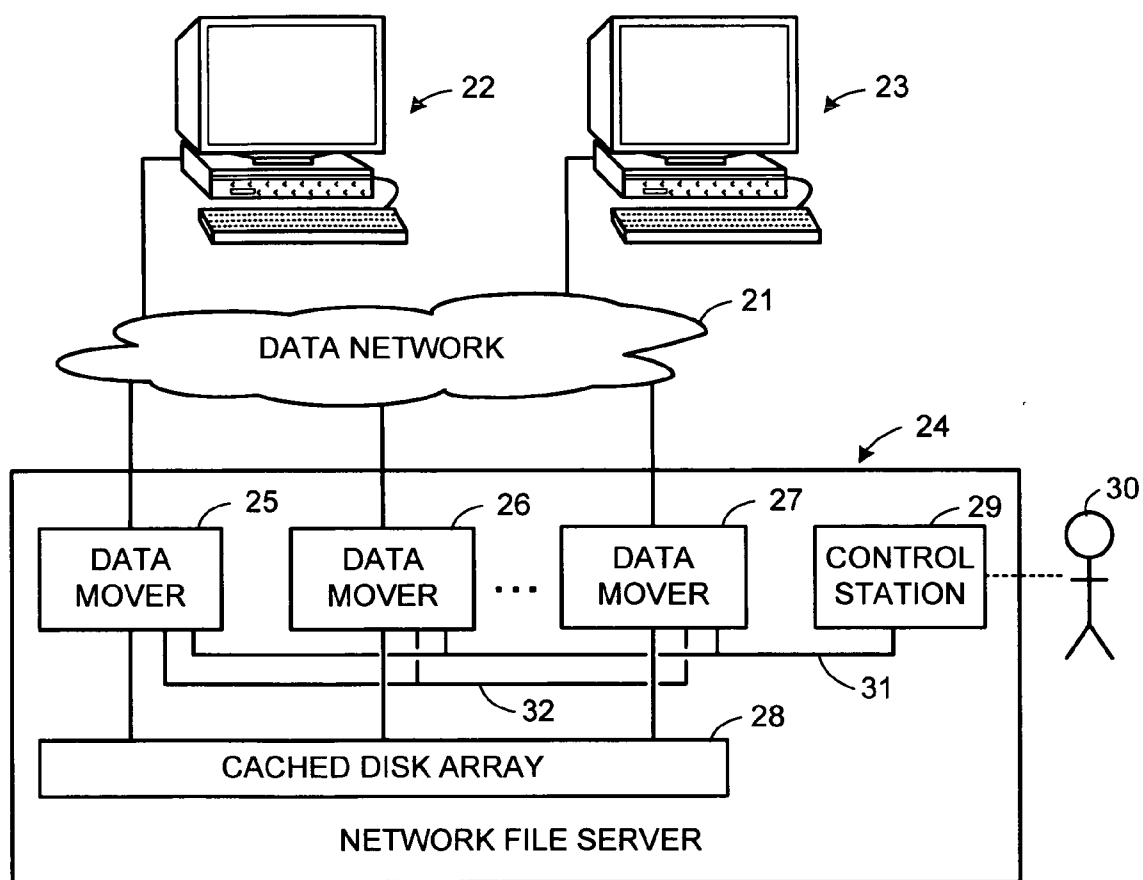 22
23
21
DATA NETWORK
24
25
26
27
29
30
DATA
MOVER
DATA
MOVER
...
DATA
MOVER
CONTROL
STATION
31
32
28
CACHED DISK ARRAY
NETWORK FILE SERVER